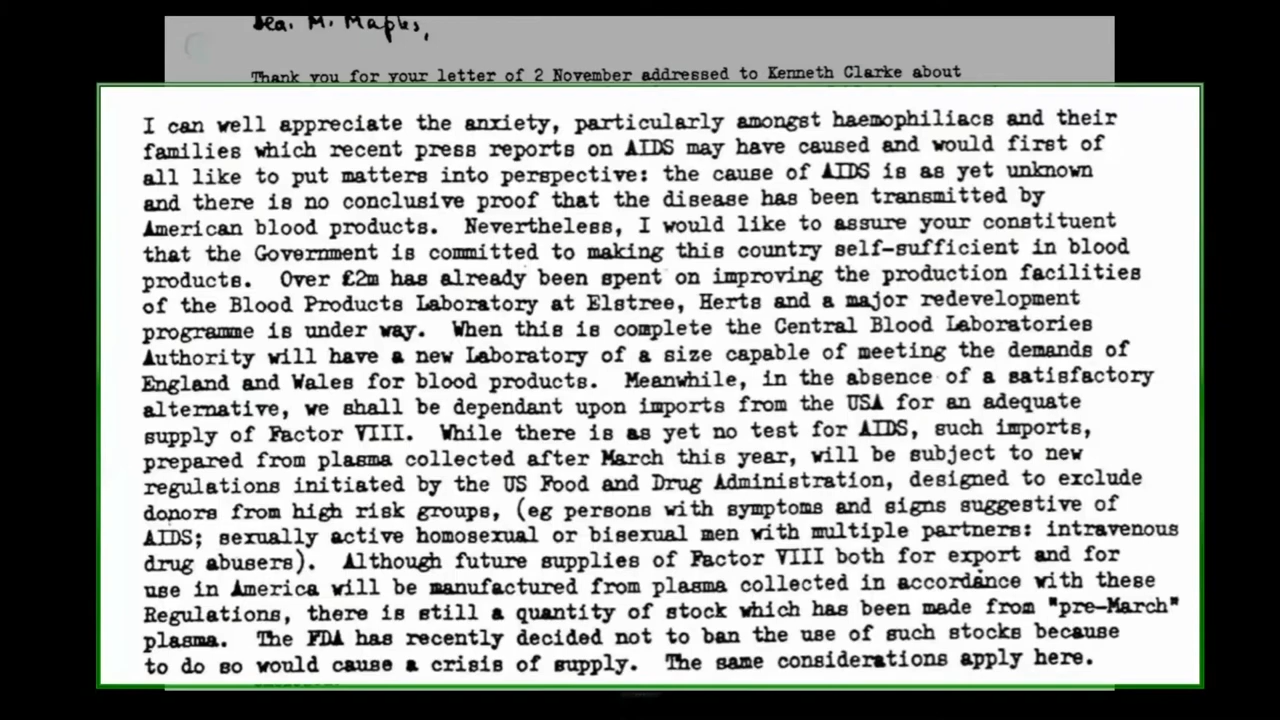 Dea. M. Maples,
Thank you for your letter of 2 November addressed to Kenneth Clarke about
I can well appreciate the anxiety, particularly amongst haemophiliacs and their
families which recent press reports on AIDS may have caused and would first of
all like to put matters into perspective: the cause of AIDS is as yet unknown
and there is no conclusive proof that the disease has been transmitted by
American blood products. Nevertheless, I would like to assure your constituent
that the Government is committed to making this country self-sufficient in blood
products. Over £2m has already been spent on improving the production facilities
of the Blood Products Laboratory at Elstree, Herts and a major redevelopment
programme is under way. When this is complete the Central Blood Laboratories
Authority will have a new Laboratory of a size capable of meeting the demands of
England and Wales for blood products. Meanwhile, in the absence of a satisfactory
alternative, we shall be dependant upon imports from the USA for an adequate
supply of Factor VIII. While there is as yet no test for AIDS, such imports,
prepared from plasma collected after March this year, will be subject to new
regulations initiated by the US Food and Drug Administration, designed to exclude
donors from high risk groups, (eg persons with symptoms and signs suggestive of
AIDS; sexually active homosexual or bisexual men with multiple partners: intravenous
drug abusers). Although future supplies of Factor VIII both for export and for
use in America will be manufactured from plasma collected in accordance with these
Regulations, there is still a quantity of stock which has been made from "pre-March"
plasma. The FDA has recently decided not to ban the use of such stocks because
to do so would cause a crisis of supply. The same considerations apply here.